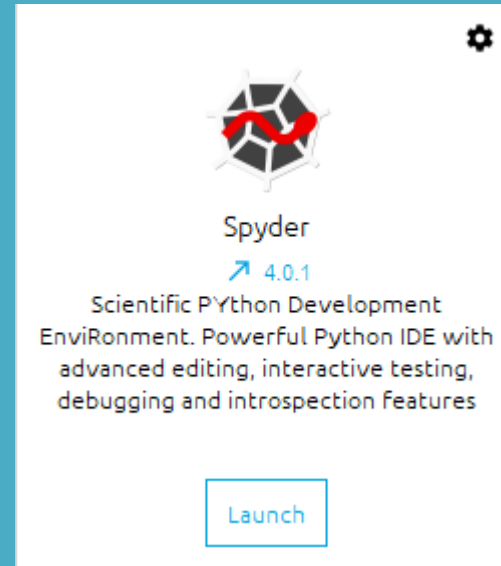 Spyder
4.0.1
Scientific PYthon Development
EnviRonment. Powerful Python IDE with
advanced editing, interactive testing,
debugging and introspection features
Launch